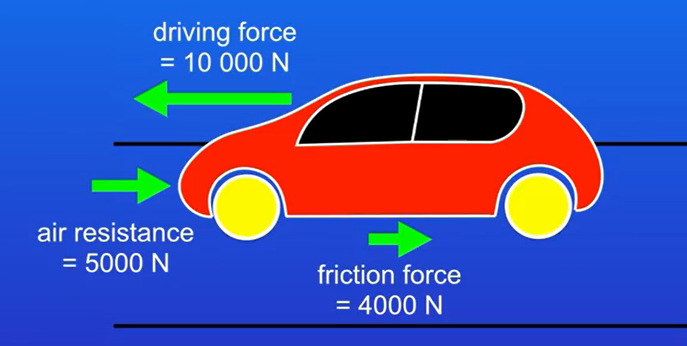 driving force
= 10 000 N
air resistance
= 5000 N
friction force
= 4000 N